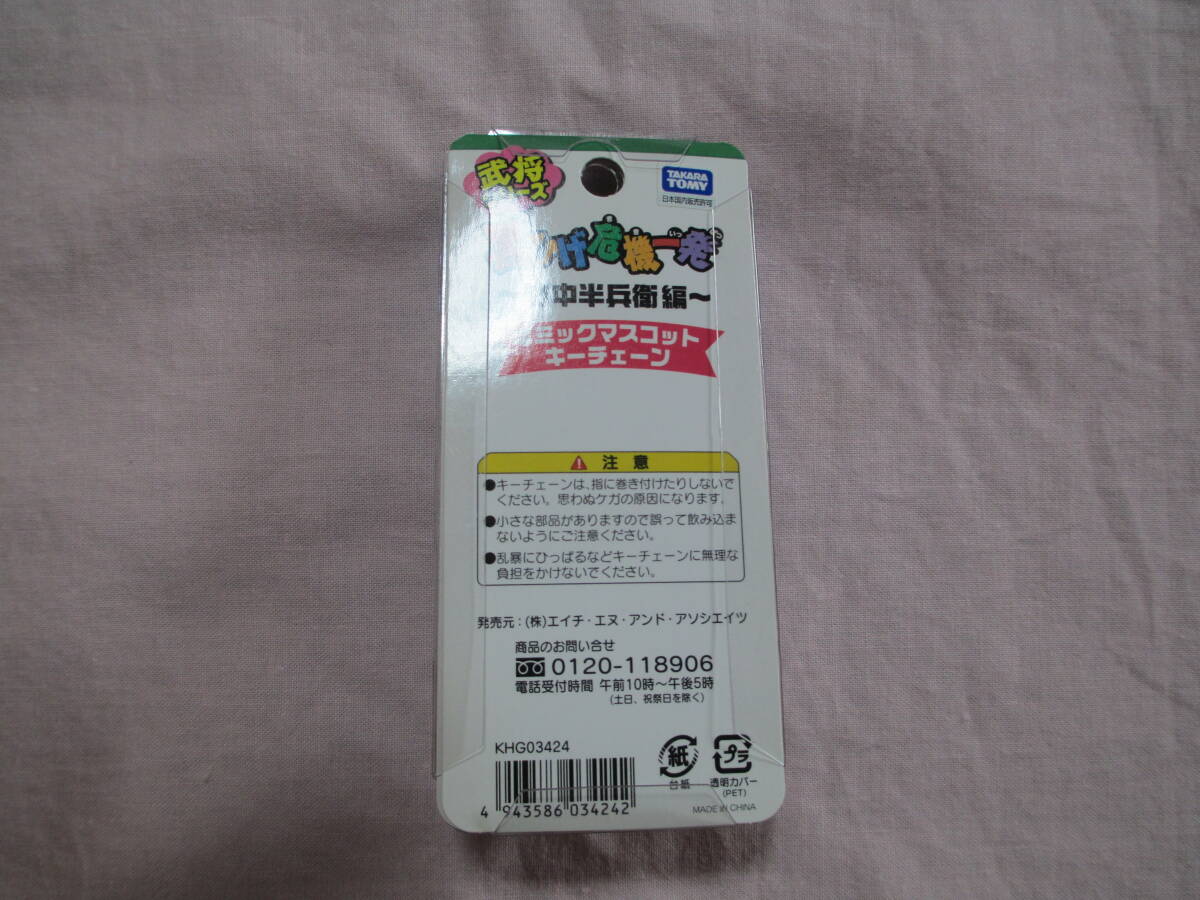 武将
ーズ
TAKARA
TOMY
日本国内販売許可
げ危機一発
中半兵衛編〜
ミックマスコット
キーチェーン
注意
●キーチェーンは、指に巻き付けたりしないで
ください。思わぬケガの原因になります。
●小さな部品がありますので誤って飲み込ま
ないようにご注意ください。
●乱暴にひっぱるなどキーチェーンに無理な
負担をかけないでください。
発売元:(株)エイチ・エヌ・アンド・アソシエイツ
商品のお問い合せ
0120-118906
電話受付時間 午前10時〜午後5時
(土日、祝祭日を除く)
KHG03424
紙
台紙
プラ
透明カバー
(PET)
4 943586 034242
MADE IN CHINA